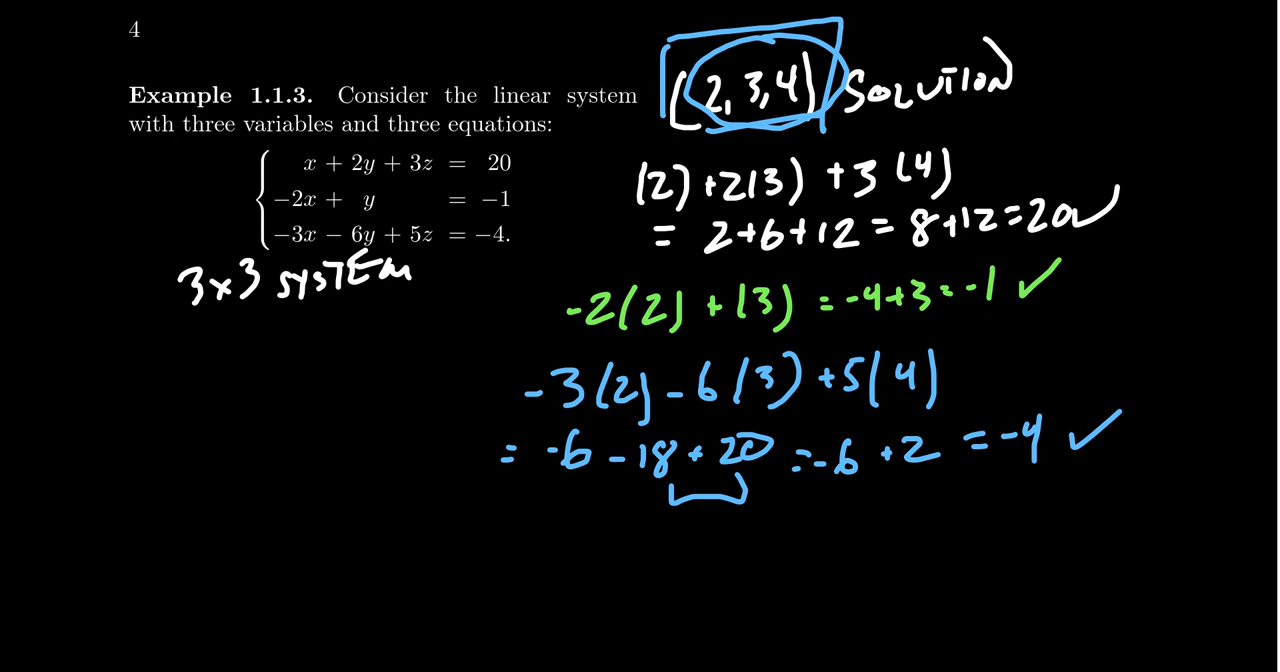 4
Example 1.1.3. Consider the linear system
with three variables and three equations:
x + 2y + 3z = 20
−2x + y = −1
−3x − 6y + 5z = −4.
3×3 SYSTEM
(2, 3, 4) SOLUTION
(2) + 2(3) + 3(4)
= 2+6+12 = 8+12 = 20 ✓
-2(2) + (3) = -4+3 = -1 ✓
-3(2) - 6(3) + 5(4)
= -6 - 18 + 20 = -6 + 2 = -4 ✓